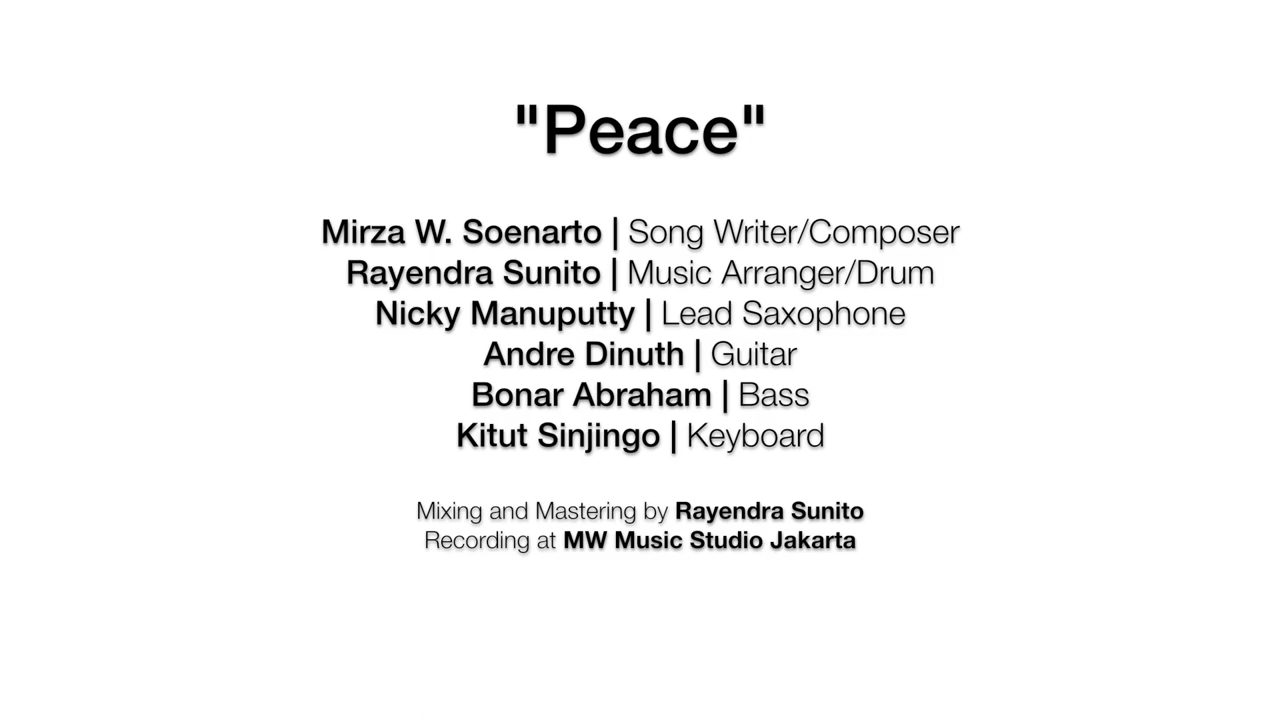 "Peace"
Mirza W. Soenarto | Song Writer/Composer
Rayendra Sunito | Music Arranger/Drum
Nicky Manuputty | Lead Saxophone
Andre Dinuth | Guitar
Bonar Abraham | Bass
Kitut Sinjingo | Keyboard
Mixing and Mastering by Rayendra Sunito
Recording at MW Music Studio Jakarta